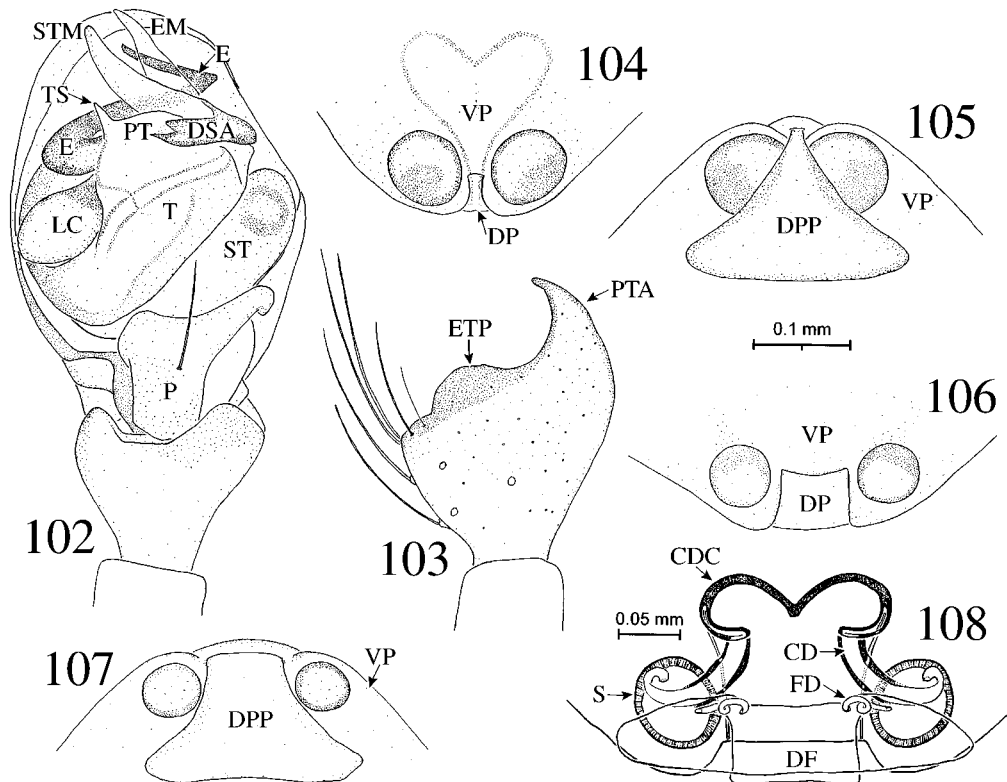 STM
EM
E
TS
PT
DSA
E
LC
T
ST
P
102
VP
104
DP
105
VP
DPP
0.1 mm
PTA
ETP
103
106
VP
DP
107
VP
DPP
CDC
0.05 mm
108
CD
S
FD
DF